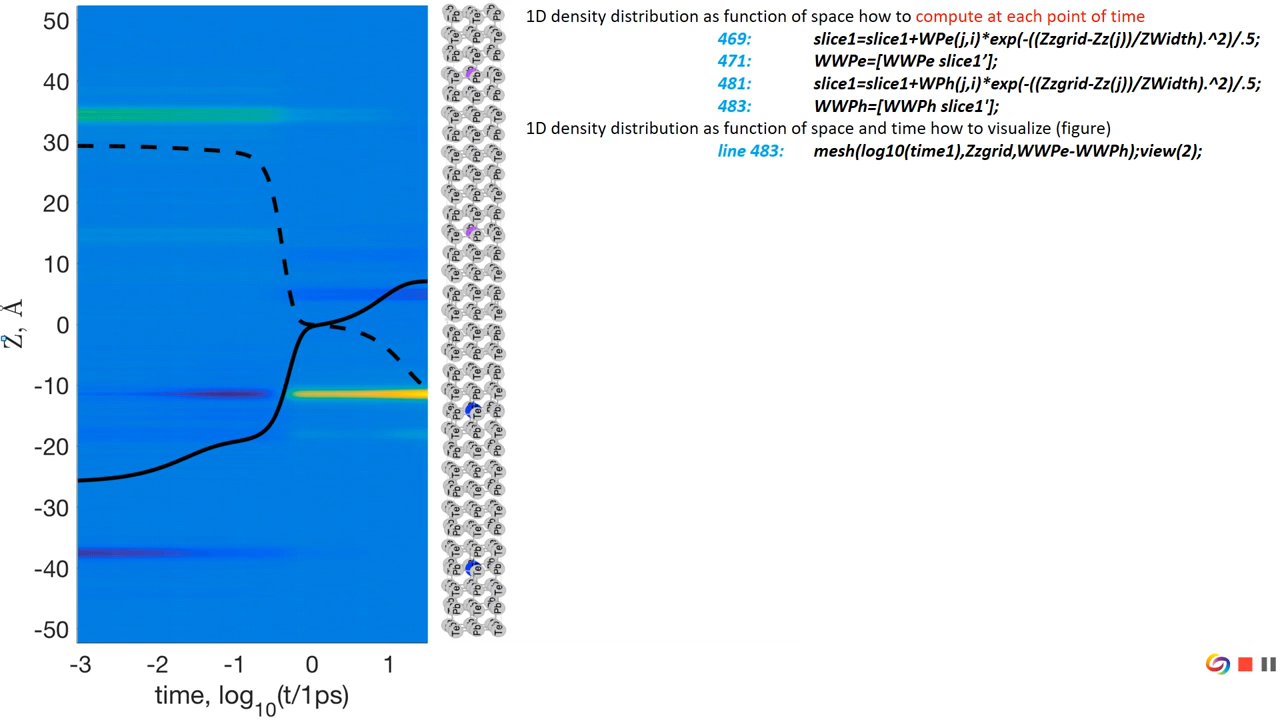 1D density distribution as function of space how to compute at each point of time
469: slice1=slice1+WPe(j,i)*exp(-((Zzgrid-Zz(j))/ZWidth).^2)/.5;
471: WWPe=[WWPe slice1’];
481: slice1=slice1+WPh(j,i)*exp(-((Zzgrid-Zz(j))/ZWidth).^2)/.5;
483: WWPh=[WWPh slice1'];
1D density distribution as function of space and time how to visualize (figure)
line 483: mesh(log10(time1),Zzgrid,WWPe-WWPh);view(2);
50
40
30
20
10
0
-10
-20
-30
-40
-50
Z, Å
-3 -2 -1 0 1
time, log10(t/1ps)